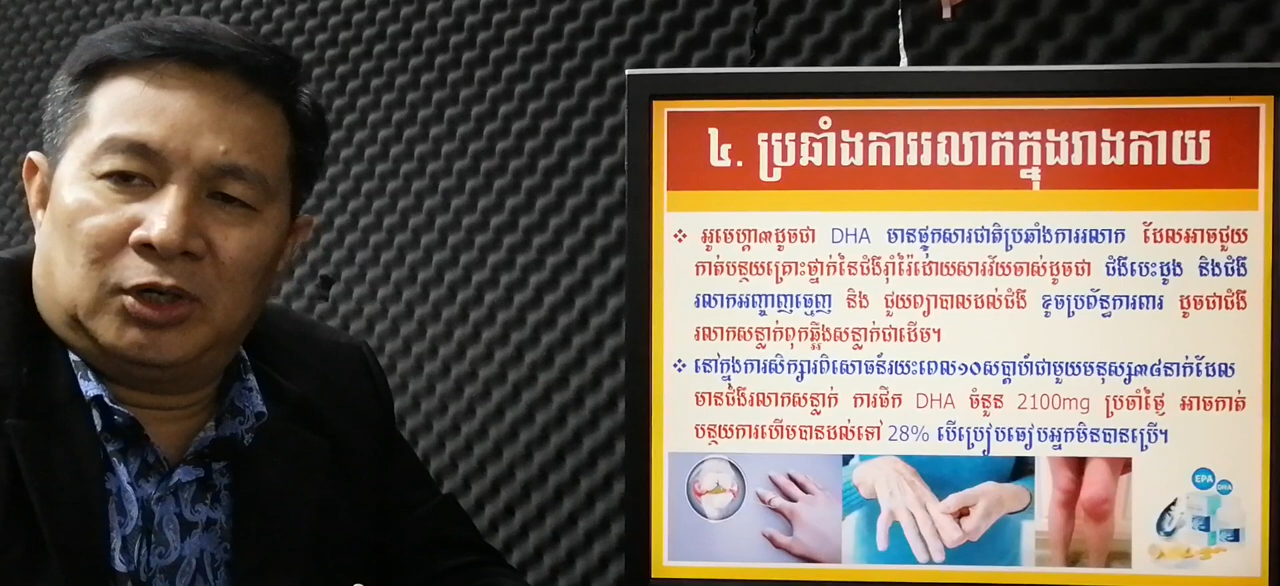 ៤. ប្រឆាំងការរលាកក្នុងរាងកាយ
❖ អូមេហ្គា៣ដូចជា DHA មានផ្ទុកសារជាតិប្រឆាំងការរលាក ដែលអាចជួយ
កាត់បន្ថយគ្រោះថ្នាក់នៃជំងឺរ៉ាំរ៉ៃដោយសារវ័យចាស់ដូចជា ជំងឺបេះដូង និងជំងឺ
រលាកអញ្ចាញធ្មេញ និង ជួយព្យាបាលដល់ជំងឺ ខូចប្រព័ន្ធការពារ ដូចជាជំងឺ
រលាកសន្លាក់ពុកឆ្អឹងសន្លាក់ជាដើម។
❖ នៅក្នុងការសិក្សារពិសោធន៍រយះពេល១០សប្តាហ៍ជាមួយមនុស្ស៣៨នាក់ដែល
មានជំងឺរលាកសន្លាក់ ការផឹក DHA ចំនួន 2100mg ប្រចាំថ្ងៃ អាចកាត់
បន្ថយការហើមបានដល់ទៅ 28% បើប្រៀបធៀបអ្នកមិនបានប្រើ។
EPA
DHA